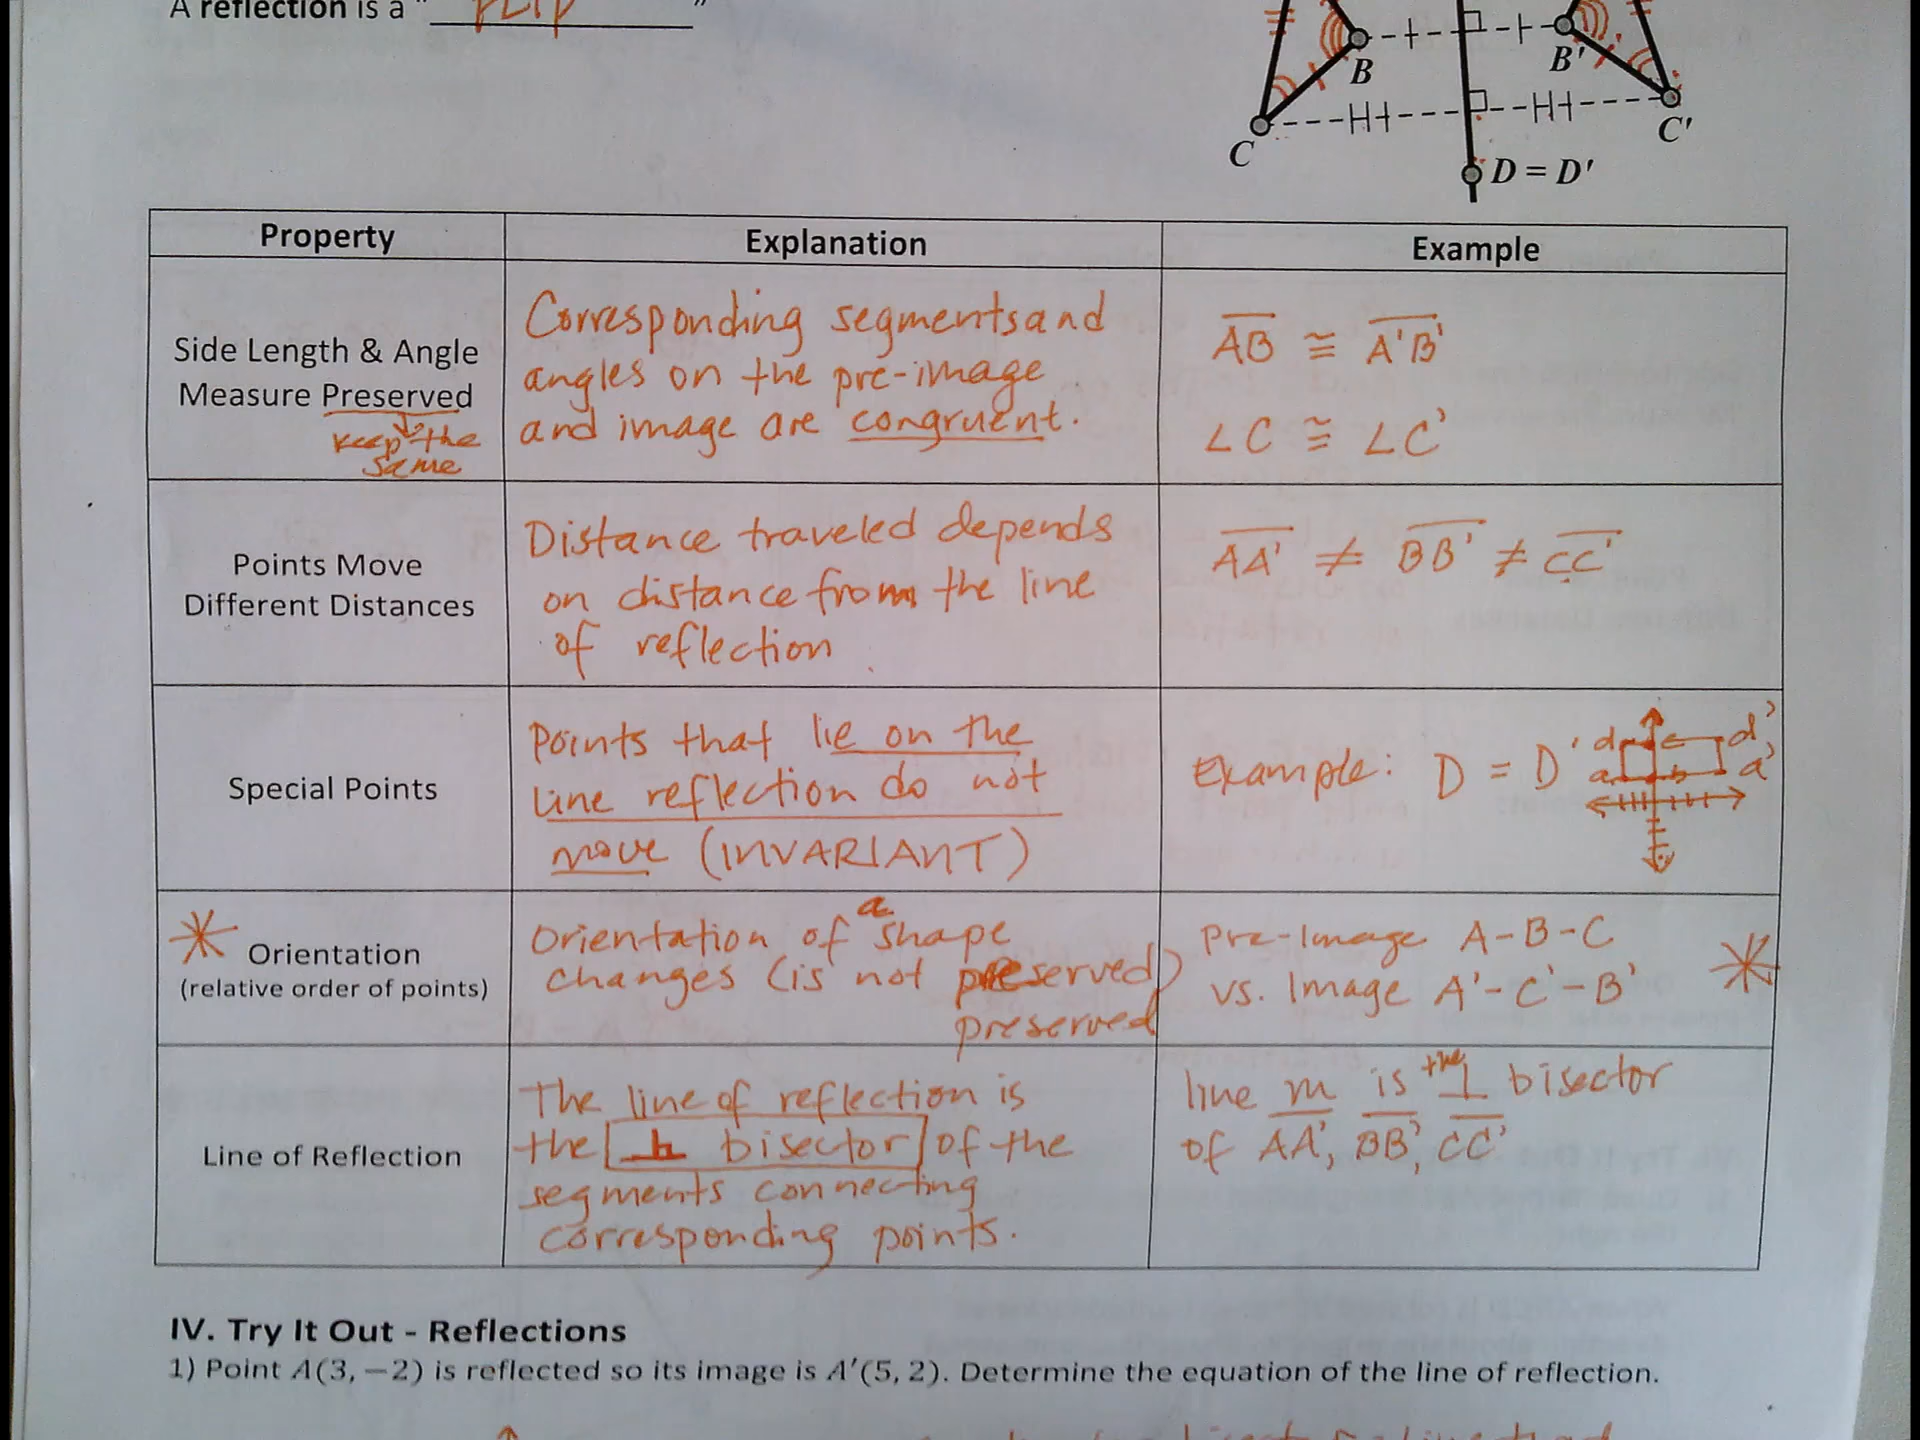 A reflection is a "FLIP"
B
B'
C
C'
D = D'
Property
Explanation
Example
Side Length & Angle
Measure Preserved
keep the
same
Corresponding segments and
angles on the pre-image
and image are congruent.
AB ≅ A'B'
∠C ≅ ∠C'
Points Move
Different Distances
Distance traveled depends
on distance from the line
of reflection
AA' ≠ BB' ≠ CC'
Special Points
Points that lie on the
line reflection do not
move (INVARIANT)
Example: D = D'
d c d'
a b a'
Orientation
(relative order of points)
Orientation of a shape
changes (is not preserved)
preserved
Pre-Image A-B-C
vs. Image A'-C'-B'
Line of Reflection
The line of reflection is
the ⊥ bisector of the
segments connecting
corresponding points.
line m is the ⊥ bisector
of AA', BB', CC'
IV. Try It Out - Reflections
1) Point A(3, −2) is reflected so its image is A'(5, 2). Determine the equation of the line of reflection.